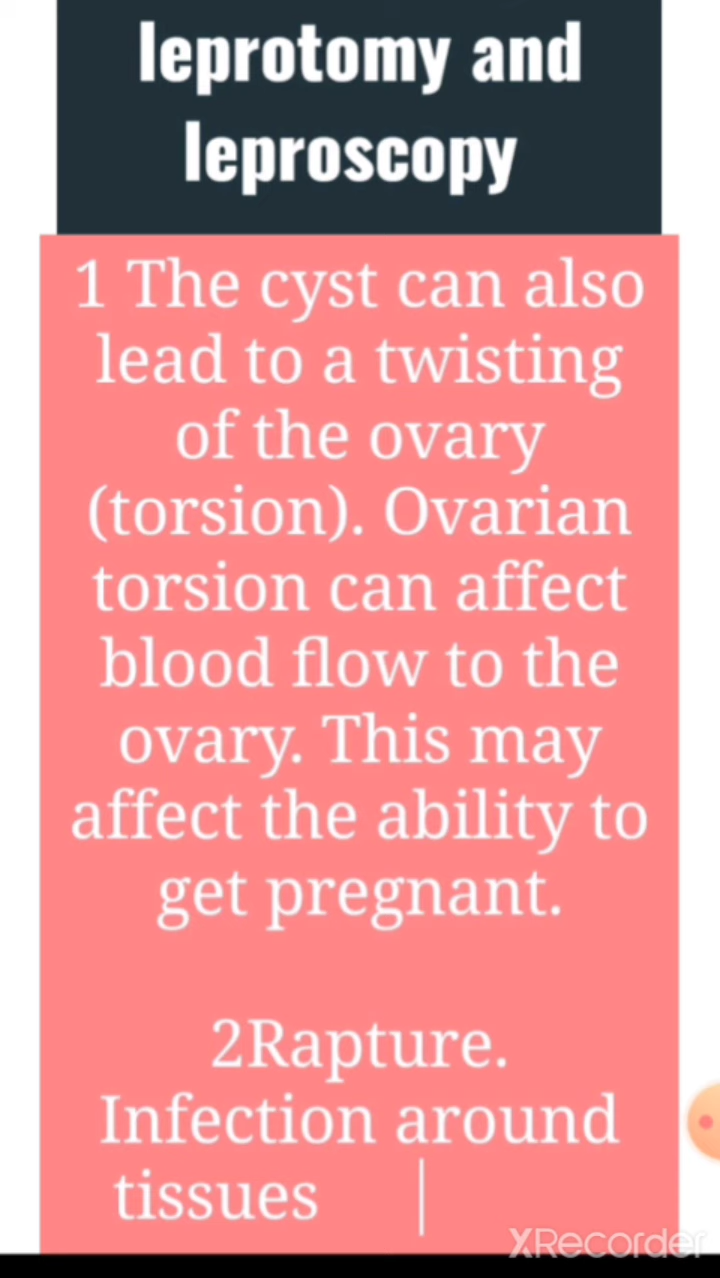 leprotomy and
leproscopy
1 The cyst can also
lead to a twisting
of the ovary
(torsion). Ovarian
torsion can affect
blood flow to the
ovary. This may
affect the ability to
get pregnant.
2Rapture.
Infection around
tissues
XRecorder